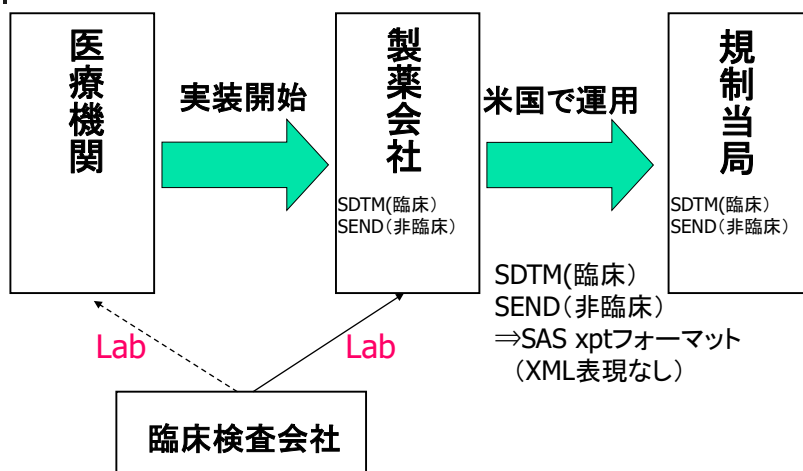 医療機関
実装開始
製薬会社
SDTM(臨床）
SEND（非臨床）
米国で運用
規制当局
SDTM(臨床）
SEND（非臨床）
SDTM(臨床）
SEND（非臨床）
⇒SAS xptフォーマット
（XML表現なし）
Lab
Lab
臨床検査会社